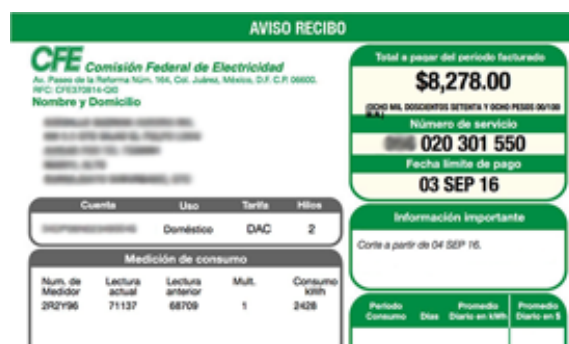 AVISO RECIBO
CFE Comisión Federal de Electricidad
Av. Paseo de la Reforma Núm. 164, Col. Juárez, México, D.F. C.P. 06600.
RFC: CFE370814-QI0
Nombre y Domicilio
Total a pagar del periodo facturado
$8,278.00
(OCHO MIL DOSCIENTOS SETENTA Y OCHO PESOS 00/100 M.N.)
Número de servicio
020 301 550
Fecha límite de pago
03 SEP 16
Cuenta Uso Tarifa Hilos
Doméstico DAC 2
Información importante
Corte a partir de 04 SEP 16.
Medición de consumo
Num. de Medidor Lectura actual Lectura anterior Mult. Consumo kWh
2R2Y96 71137 68709 1 2428
Periodo Consumo Días Promedio Diario en kWh Promedio Diario en $